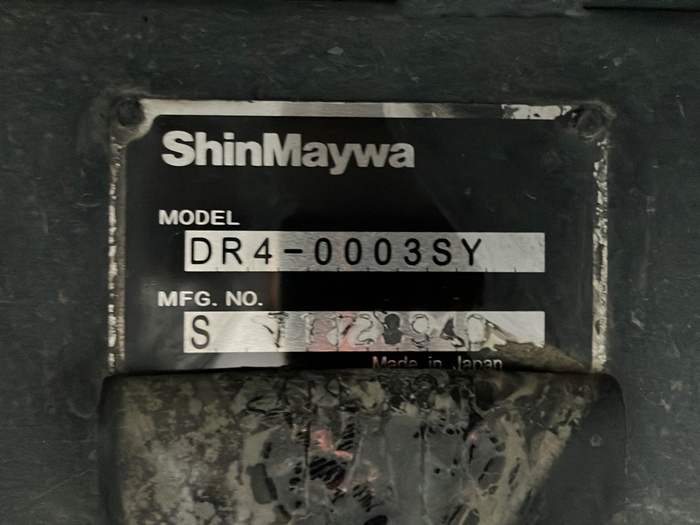 ShinMaywa
MODEL
DR4-0003SY
MFG. NO.
S
Made in Japan